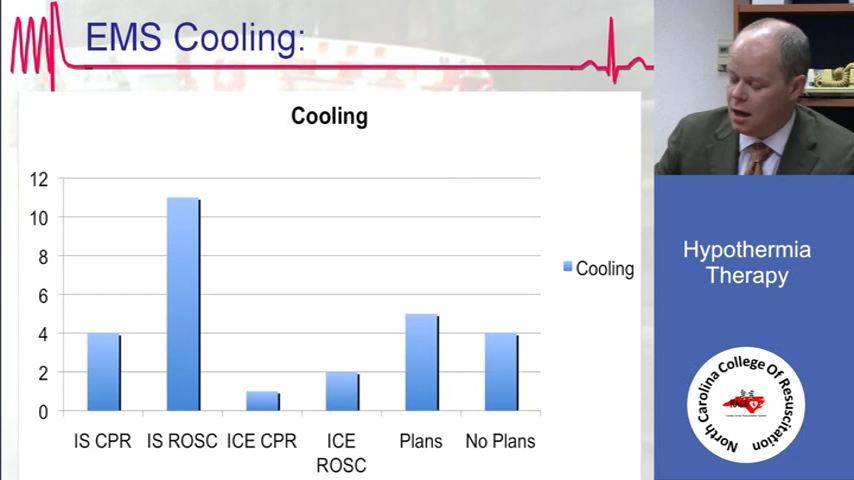 EMS Cooling:
Cooling
12
10
8
6
4
2
0
IS CPR
IS ROSC
ICE CPR
ICE
ROSC
Plans
No Plans
Cooling
Hypothermia
Therapy
North Carolina College Of Resuscitation